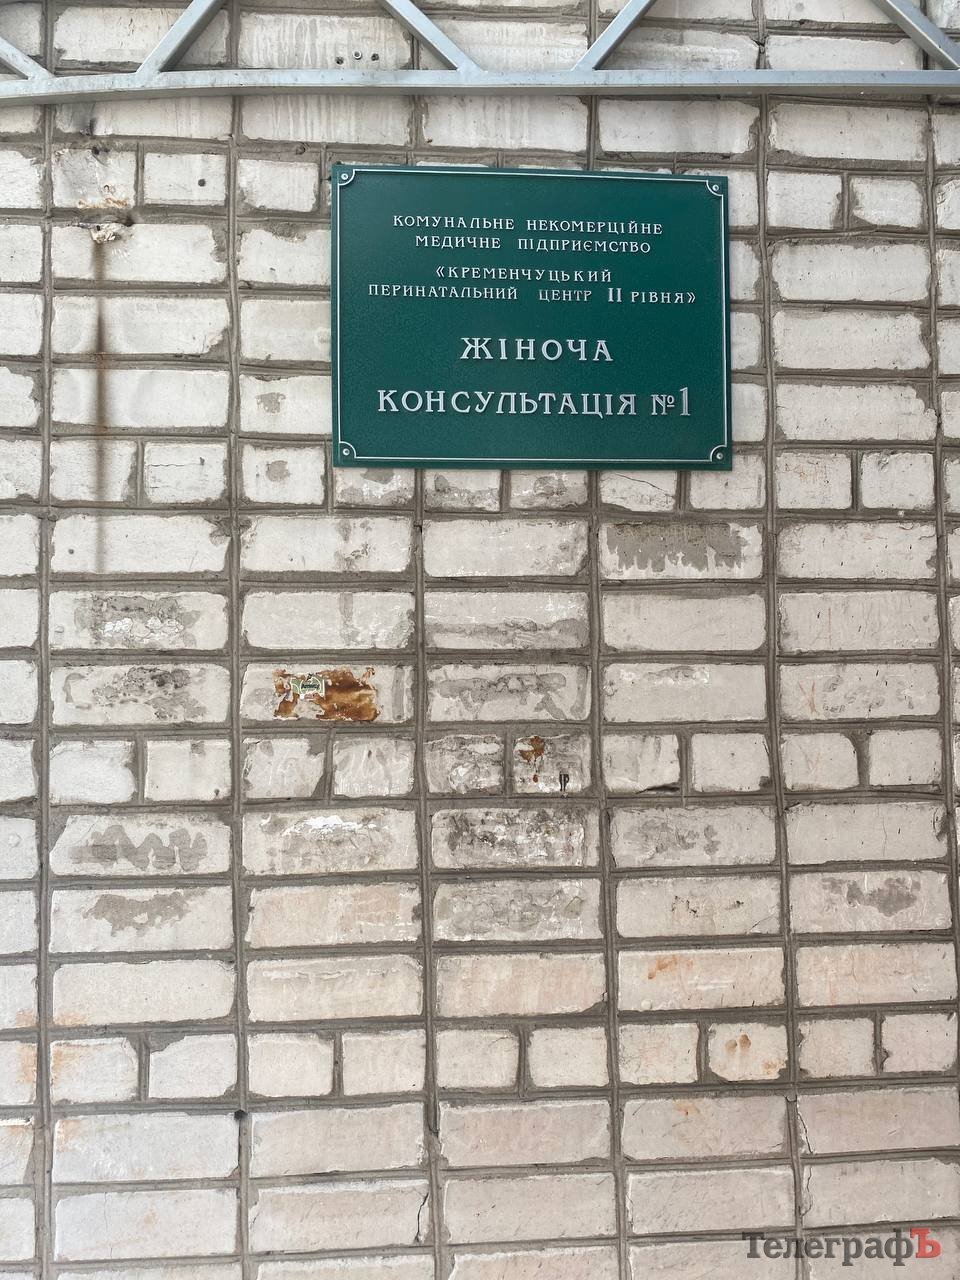 КОМУНАЛЬНЕ НЕКОМЕРЦІЙНЕ
МЕДИЧНЕ ПІДПРИЄМСТВО
«КРЕМЕНЧУЦЬКИЙ
ПЕРИНАТАЛЬНИЙ ЦЕНТР II РІВНЯ»
ЖІНОЧА
КОНСУЛЬТАЦІЯ №1
ТелеграфЪ